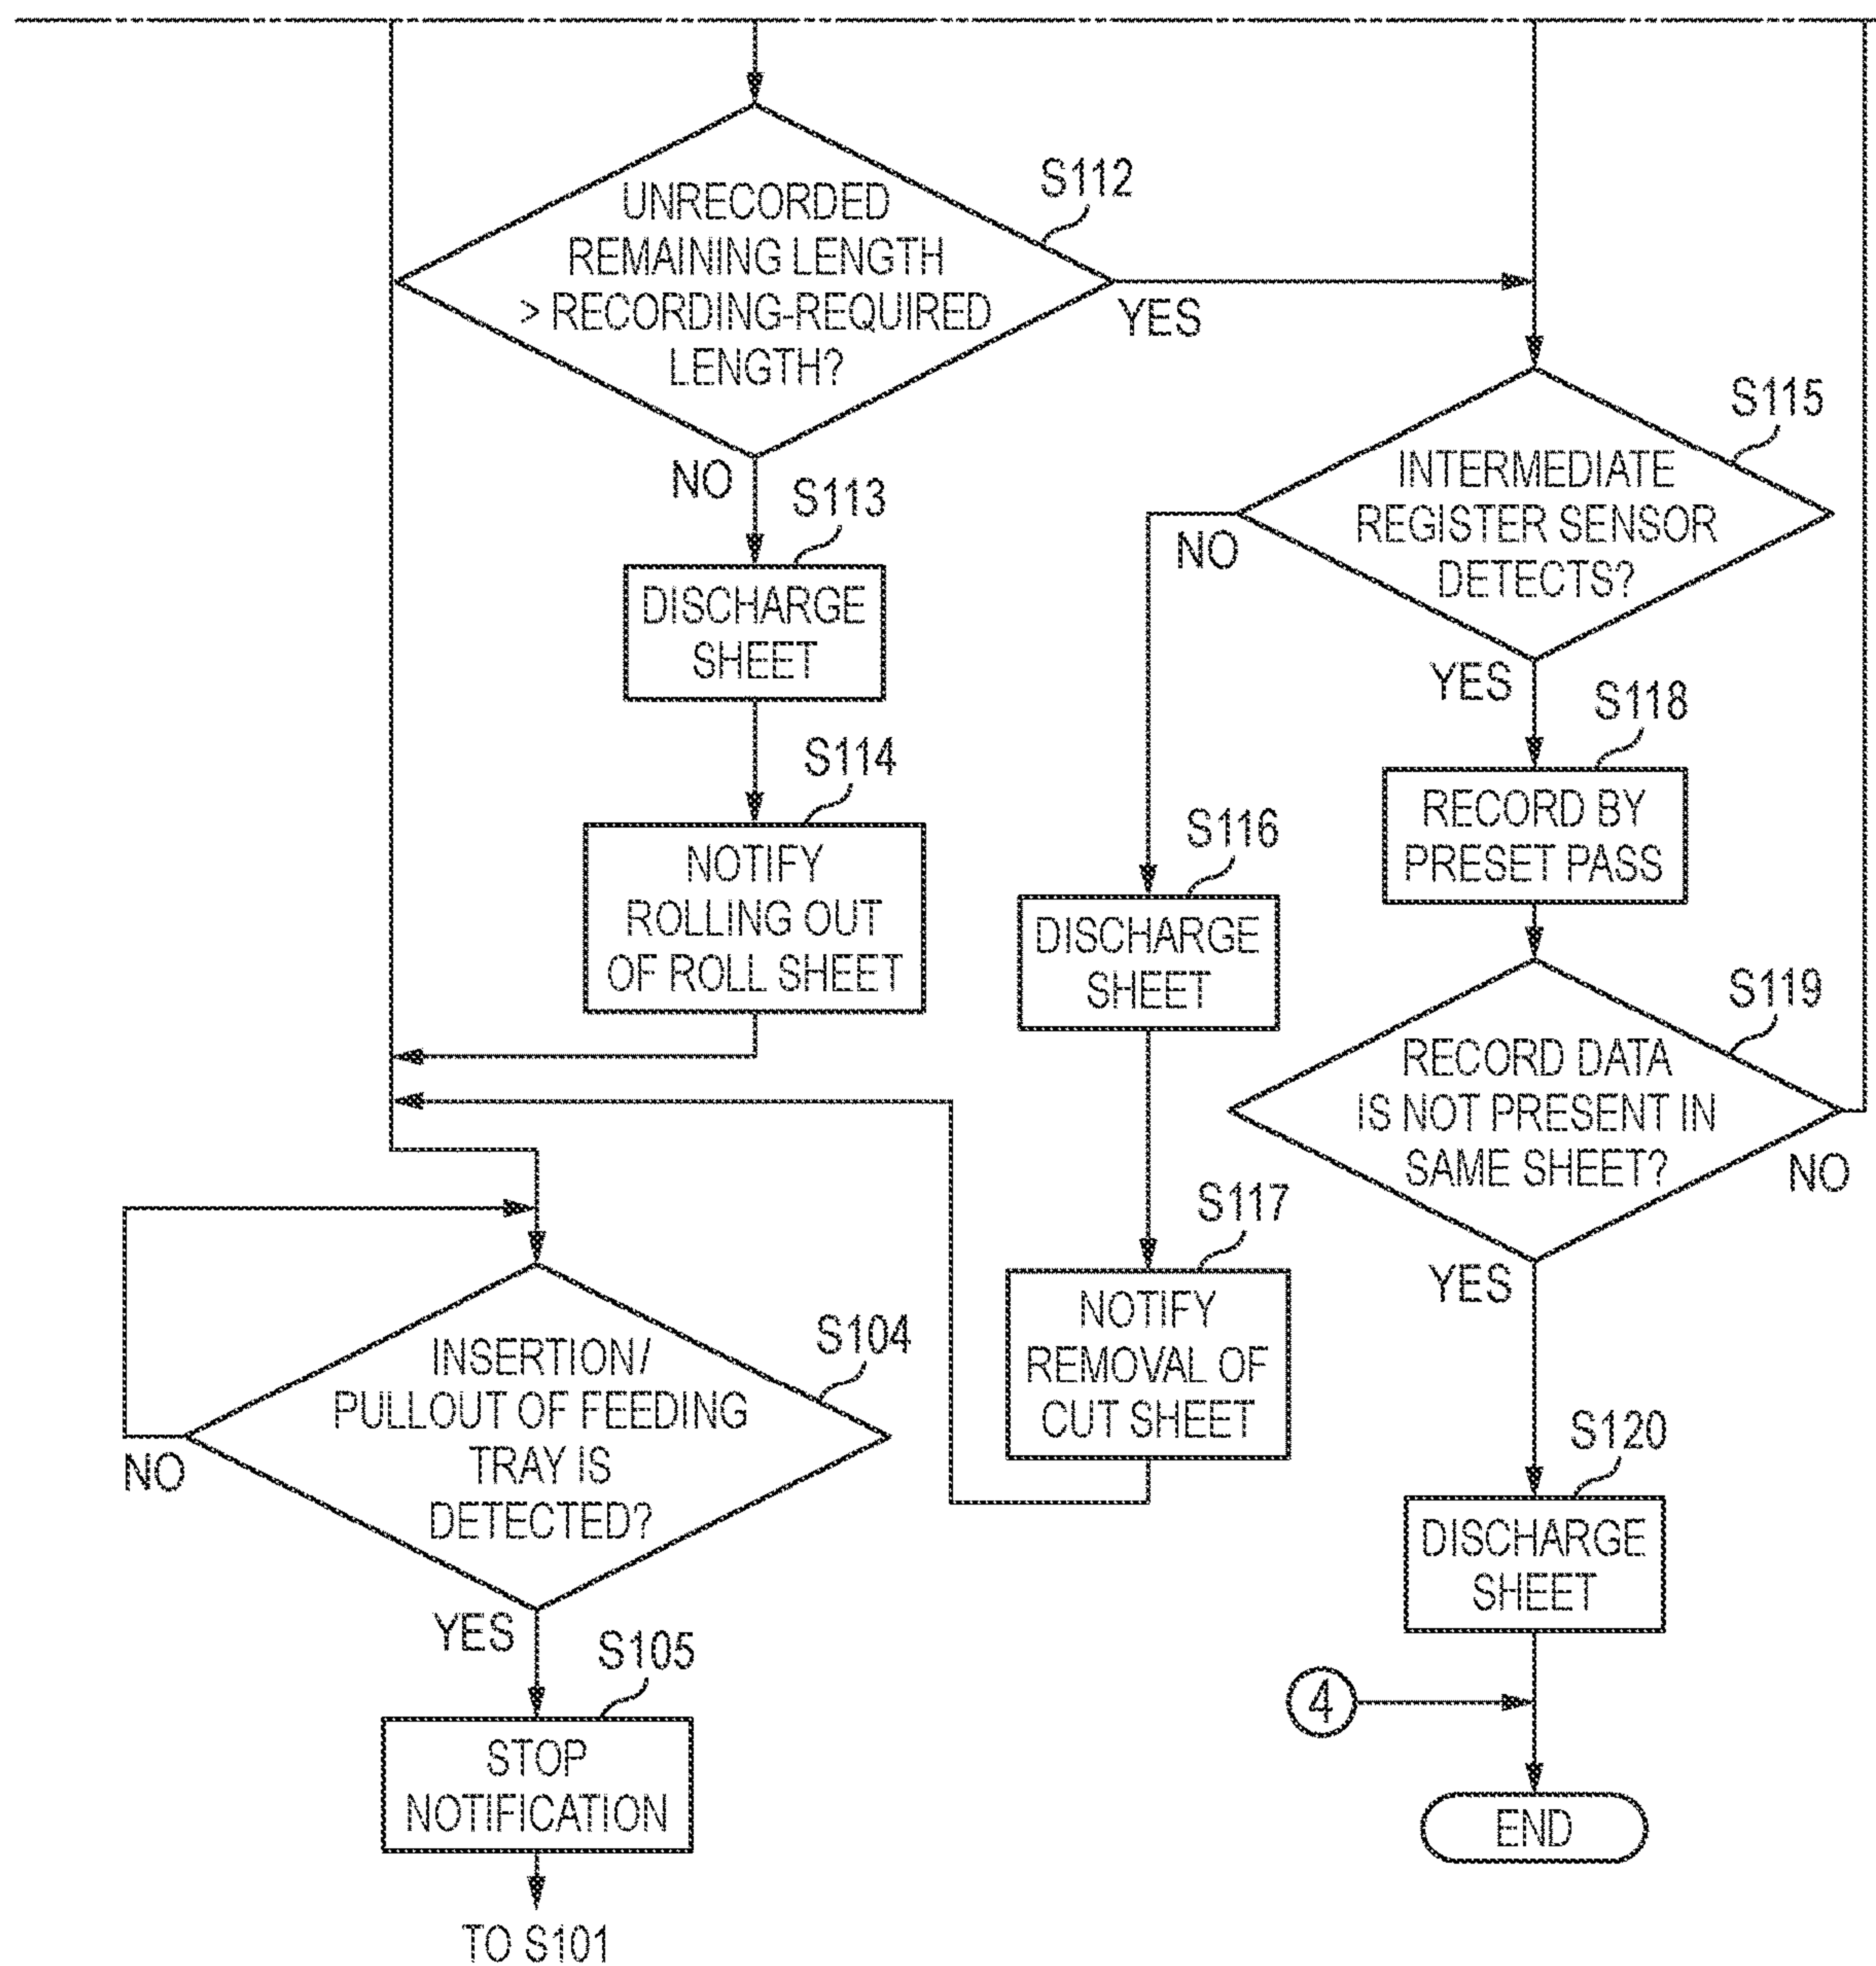 S112
UNRECORDED
REMAINING LENGTH
> RECORDING-REQUIRED
LENGTH?
YES
NO
S113
DISCHARGE
SHEET
S114
NOTIFY
ROLLING OUT
OF ROLL SHEET
S115
INTERMEDIATE
REGISTER SENSOR
DETECTS?
NO
YES
S116
DISCHARGE
SHEET
S117
NOTIFY
REMOVAL OF
CUT SHEET
S118
RECORD BY
PRESET PASS
S119
RECORD DATA
IS NOT PRESENT IN
SAME SHEET?
NO
YES
S120
DISCHARGE
SHEET
4
END
S104
INSERTION/
PULLOUT OF FEEDING
TRAY IS
DETECTED?
NO
YES
S105
STOP
NOTIFICATION
TO S101